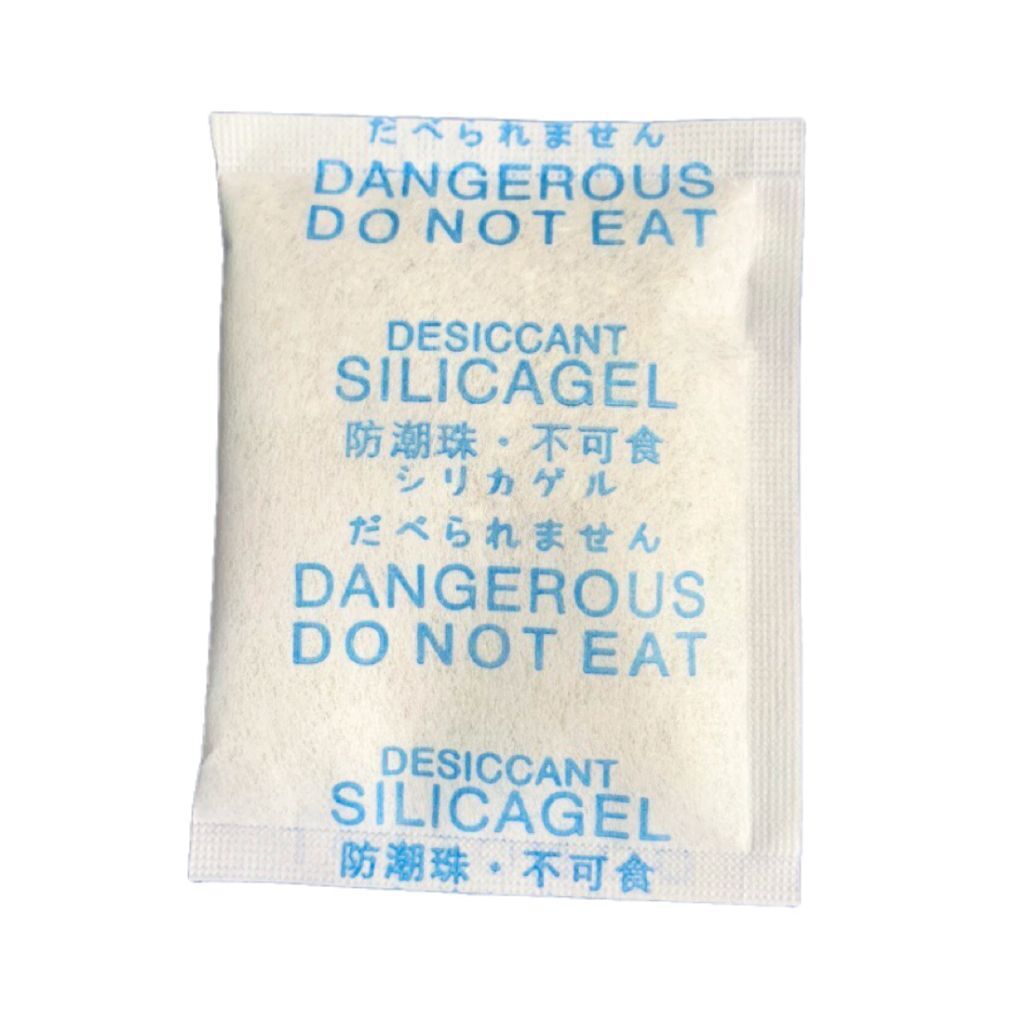 だべられません
DANGEROUS
DO NOT EAT
DESICCANT
SILICAGEL
防潮珠・不可食
シリカゲル
だべられません
DANGEROUS
DO NOT EAT
DESICCANT
SILICAGEL
防潮珠・不可食